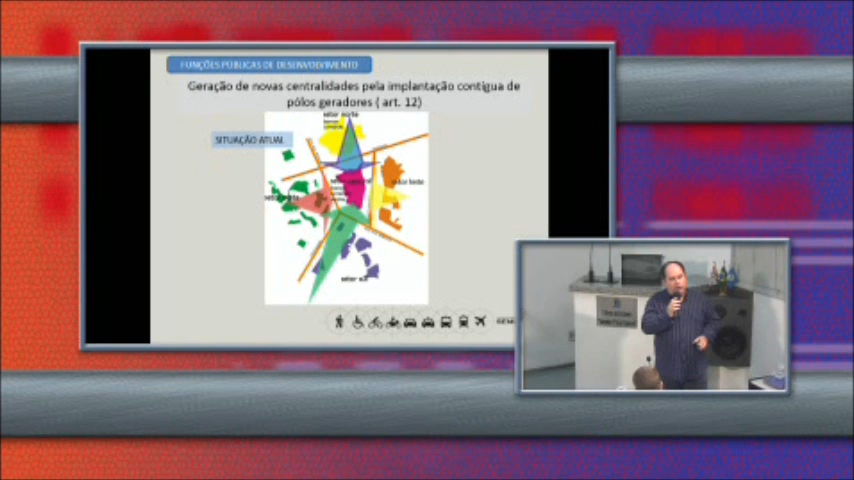 FUNÇÕES PÚBLICAS DE DESENVOLVIMENTO
Geração de novas centralidades pela implantação contígua de
pólos geradores ( art. 12)
SITUAÇÃO ATUAL
setor norte
setor leste
setor sul